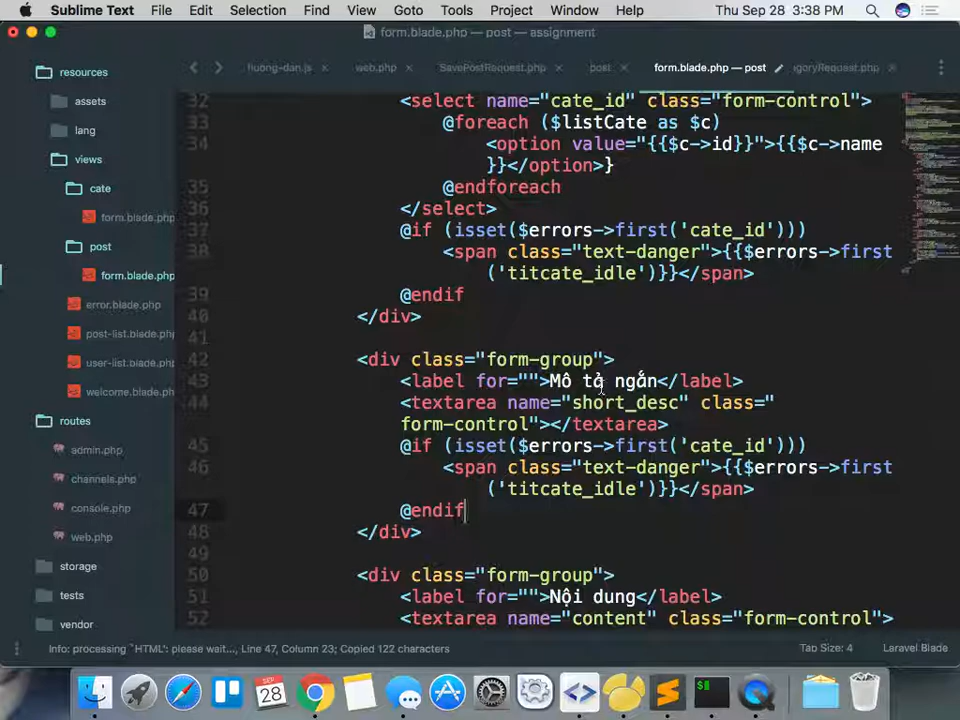 Sublime Text File Edit Selection Find View Goto Tools Project Window Help Thu Sep 28 3:38 PM
form.blade.php — post — assignment
huong-dan.js × web.php × SavePostRequest.php × post × form.blade.php — post goryRequest.php ×
resources
assets
lang
views
cate
form.blade.php
post
form.blade.php
error.blade.php
post-list.blade.php
user-list.blade.php
welcome.blade.php
routes
admin.php
channels.php
console.php
web.php
storage
tests
vendor
32 <select name="cate_id" class="form-control">
33 @foreach ($listCate as $c)
34 <option value="{{$c->id}}">{{$c->name
}}</option>}
35 @endforeach
36 </select>
37 @if (isset($errors->first('cate_id')))
38 <span class="text-danger">{{$errors->first
('titcate_idle')}}</span>
39 @endif
40 </div>
41
42 <div class="form-group">
43 <label for="">Mô tả ngắn</label>
44 <textarea name="short_desc" class="
form-control"></textarea>
45 @if (isset($errors->first('cate_id')))
46 <span class="text-danger">{{$errors->first
('titcate_idle')}}</span>
47 @endif
48 </div>
49
50 <div class="form-group">
51 <label for="">Nội dung</label>
52 <textarea name="content" class="form-control">
Info: processing `HTML': please wait..., Line 47, Column 23; Copied 122 characters Tab Size: 4 Laravel Blade
SEP
28